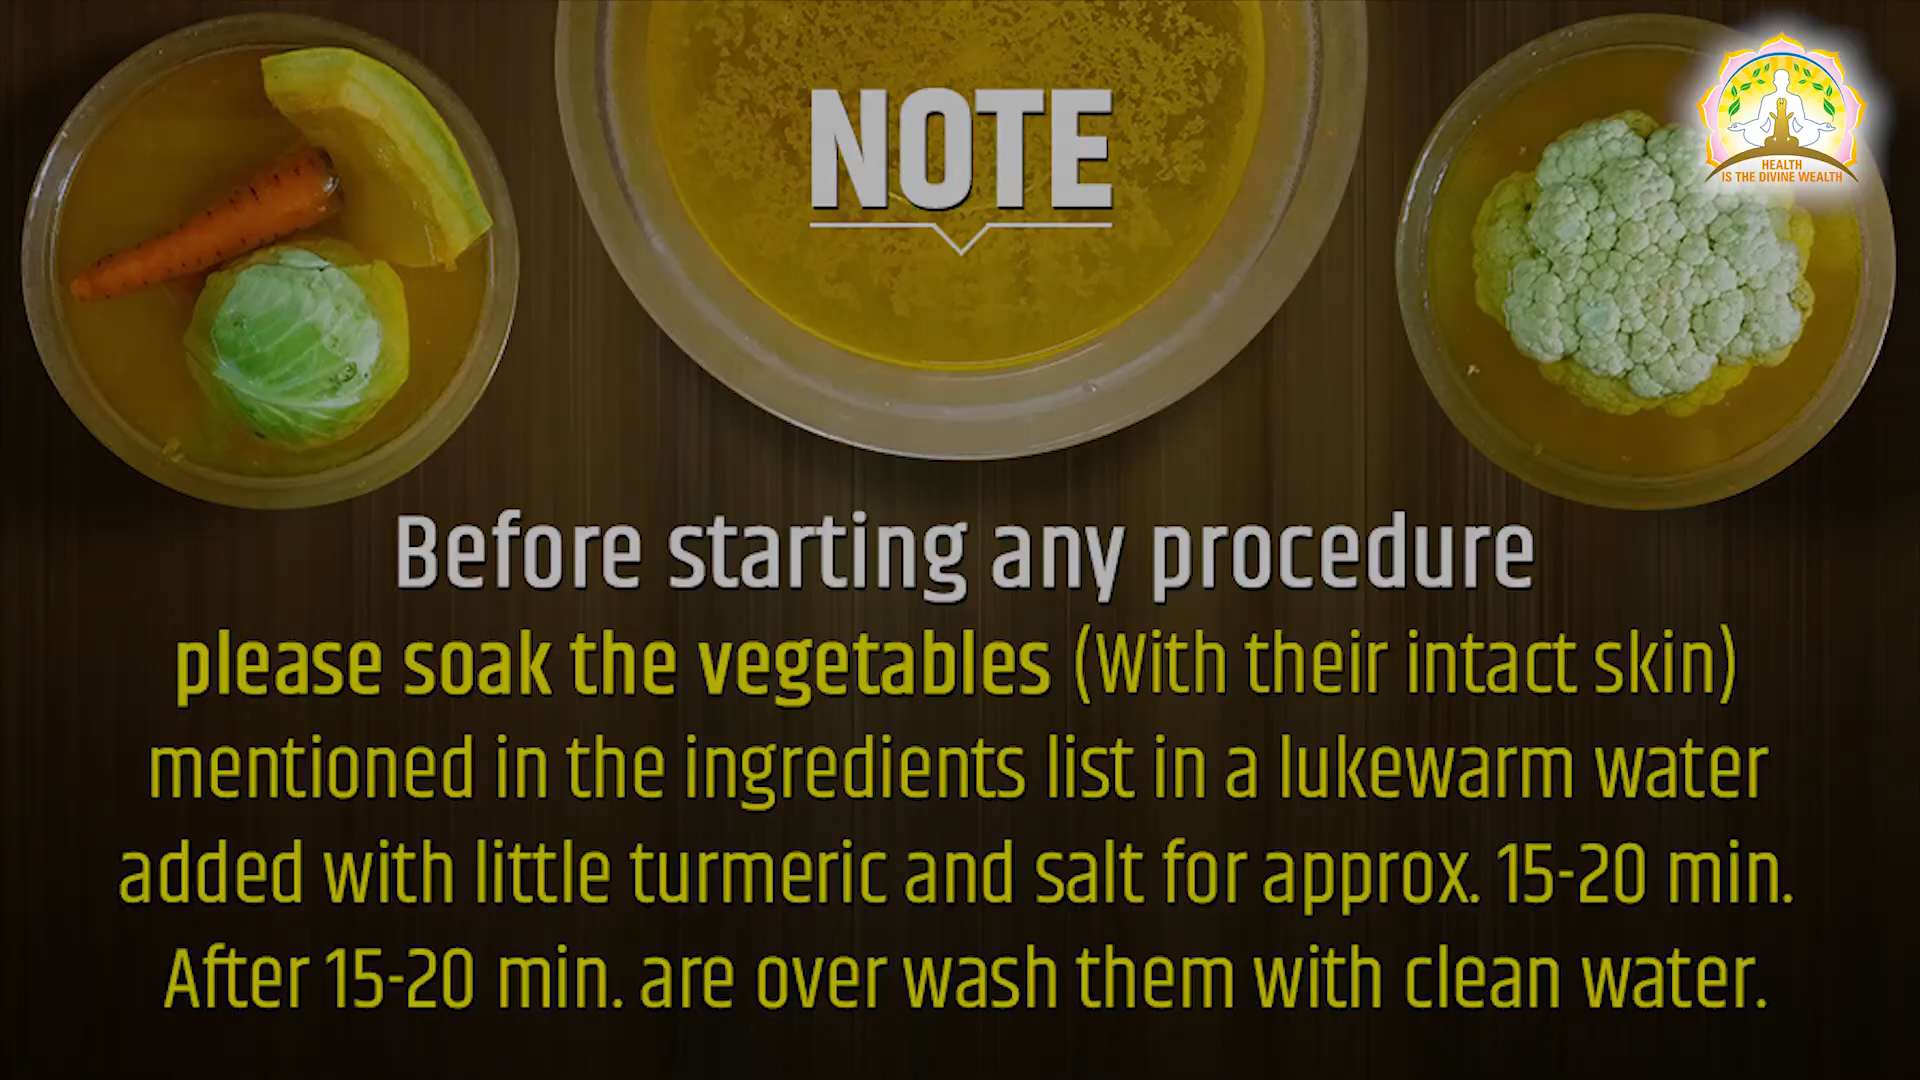 NOTE
HEALTH
IS THE DIVINE WEALTH
Before starting any procedure
please soak the vegetables (With their intact skin)
mentioned in the ingredients list in a lukewarm water
added with little turmeric and salt for approx. 15-20 min.
After 15-20 min. are over wash them with clean water.